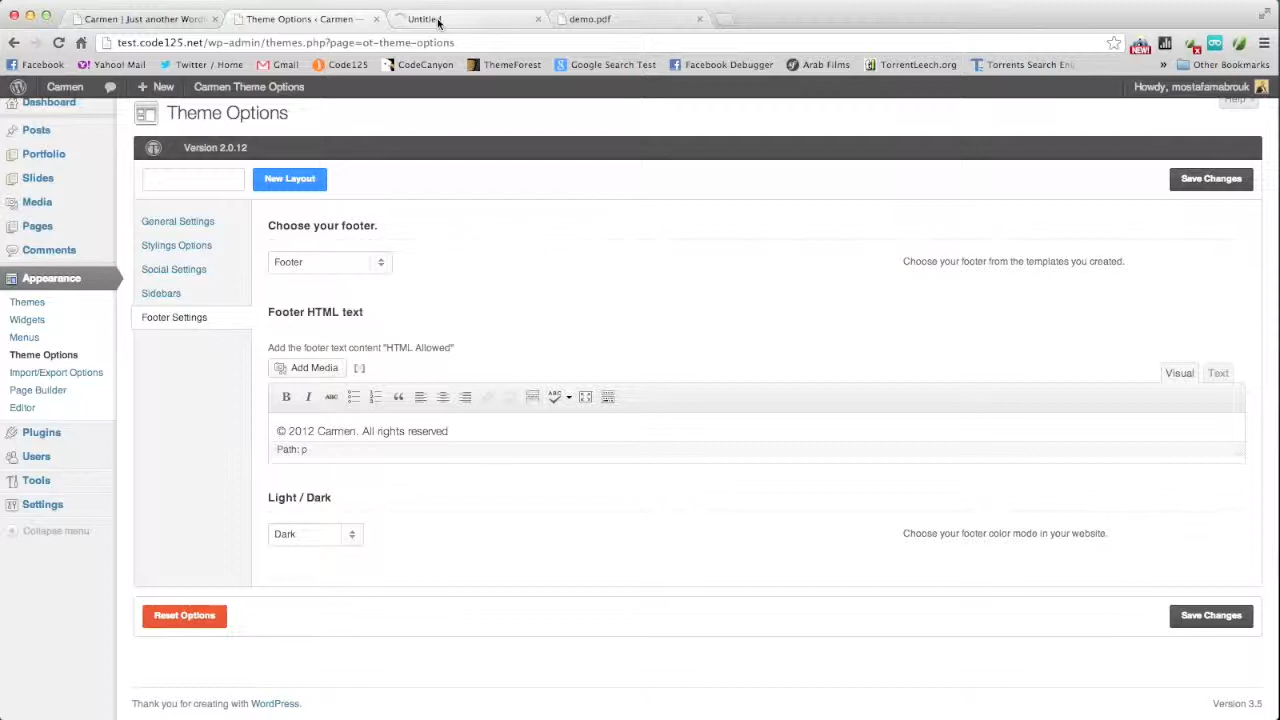 Carmen | Just another Word
Theme Options ‹ Carmen —
Untitled
demo.pdf
test.code125.net/wp-admin/themes.php?page=ot-theme-options
NEW!
Facebook
Yahoo! Mail
Twitter / Home
Gmail
Code125
CodeCanyon
ThemeForest
Google Search Test
Facebook Debugger
Arab Films
TorrentLeech.org
Torrents Search En
Other Bookmarks
Carmen
New
Carmen Theme Options
Howdy, mostafamabrouk
Help
Dashboard
Posts
Portfolio
Slides
Media
Pages
Comments
Appearance
Themes
Widgets
Menus
Theme Options
Import/Export Options
Page Builder
Editor
Plugins
Users
Tools
Settings
Collapse menu
Theme Options
Version 2.0.12
New Layout
Save Changes
General Settings
Stylings Options
Social Settings
Sidebars
Footer Settings
Choose your footer.
Footer
Choose your footer from the templates you created.
Footer HTML text
Add the footer text content "HTML Allowed"
Add Media
Visual
Text
B I ABC
ABC
© 2012 Carmen. All rights reserved
Path: p
Light / Dark
Dark
Choose your footer color mode in your website.
Reset Options
Save Changes
Thank you for creating with WordPress.
Version 3.5